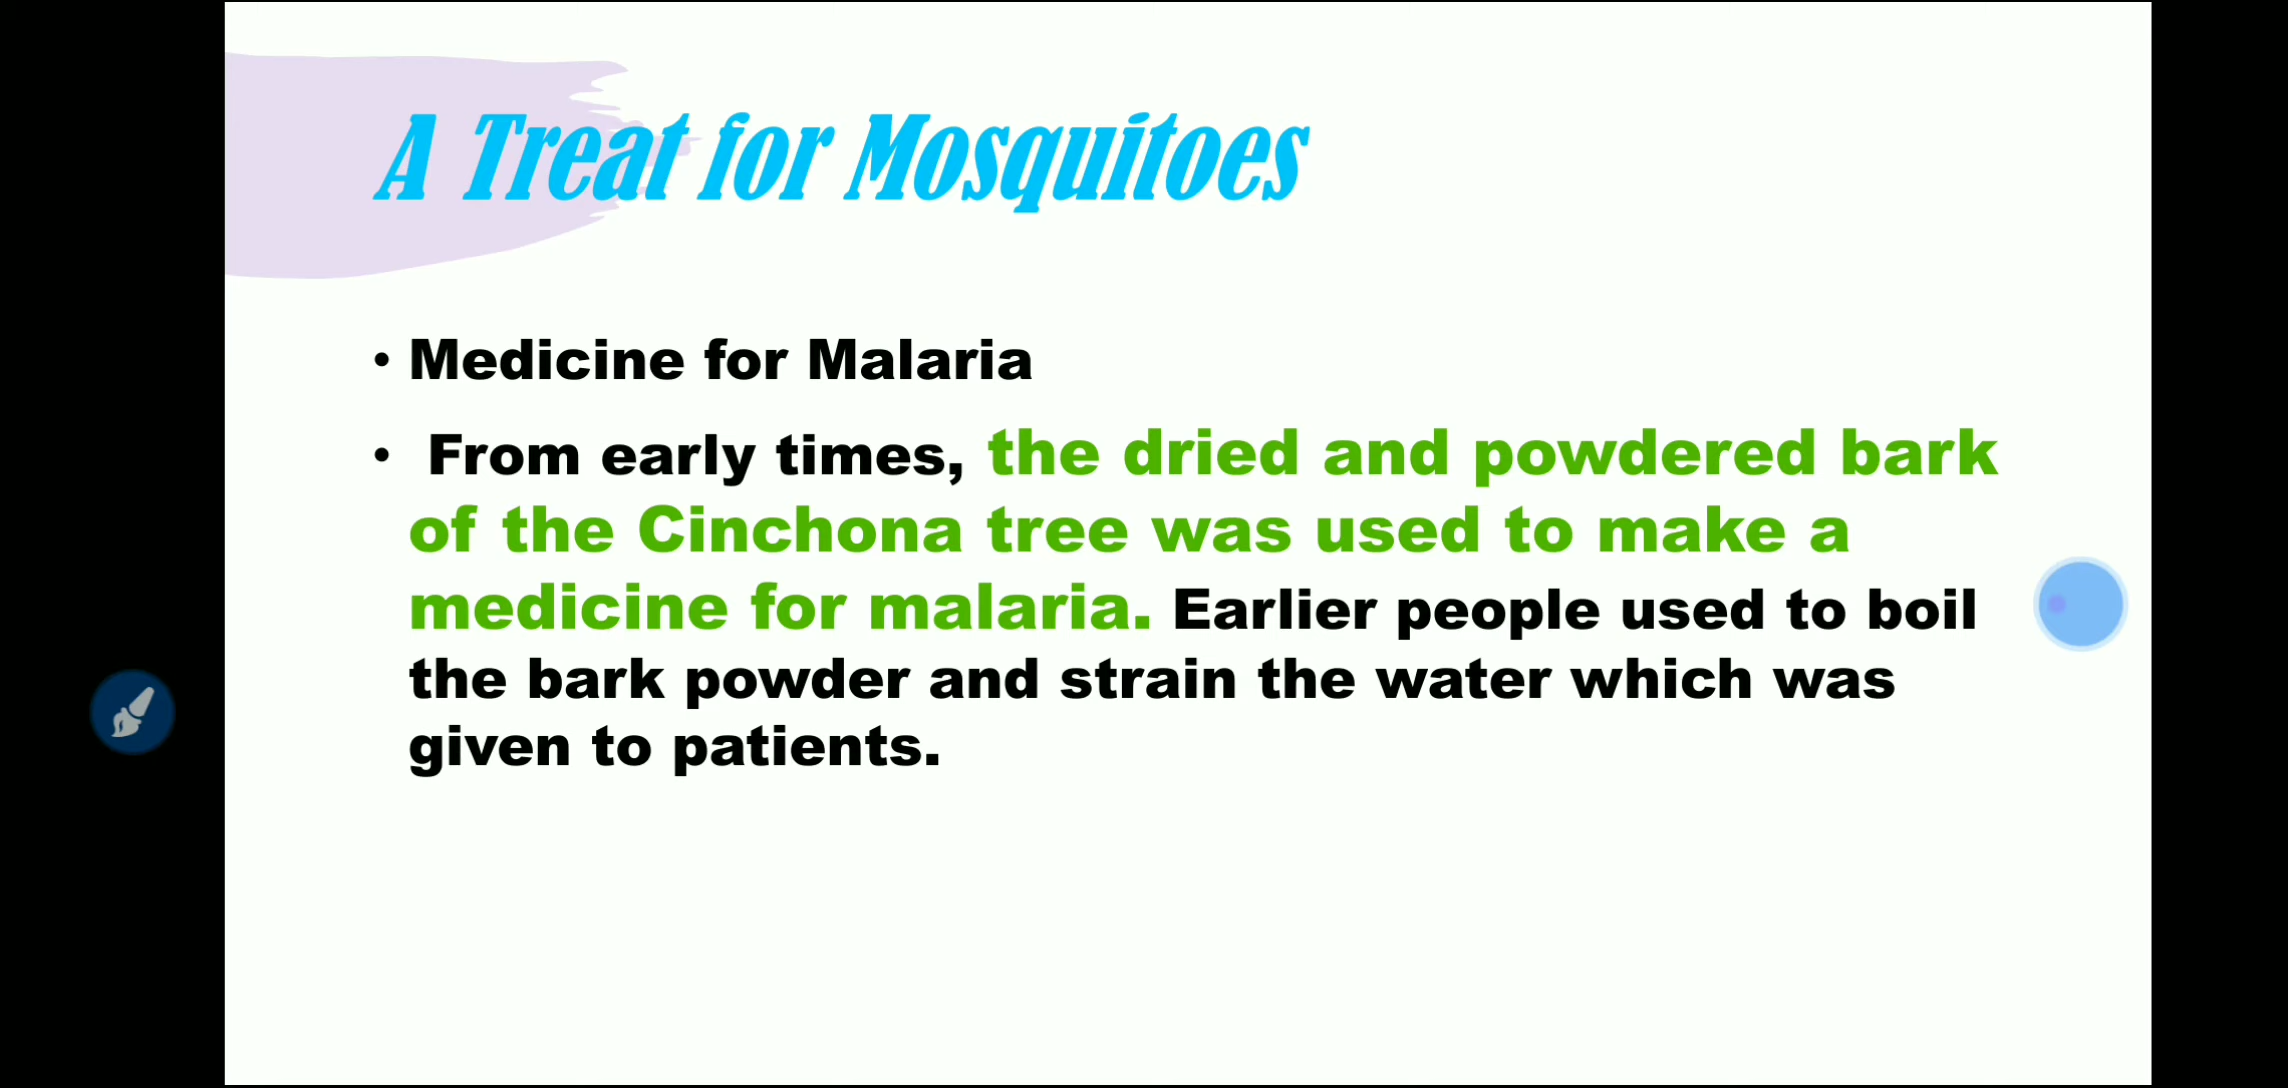 A Treat for Mosquitoes
• Medicine for Malaria
• From early times, the dried and powdered bark
of the Cinchona tree was used to make a
medicine for malaria. Earlier people used to boil
the bark powder and strain the water which was
given to patients.